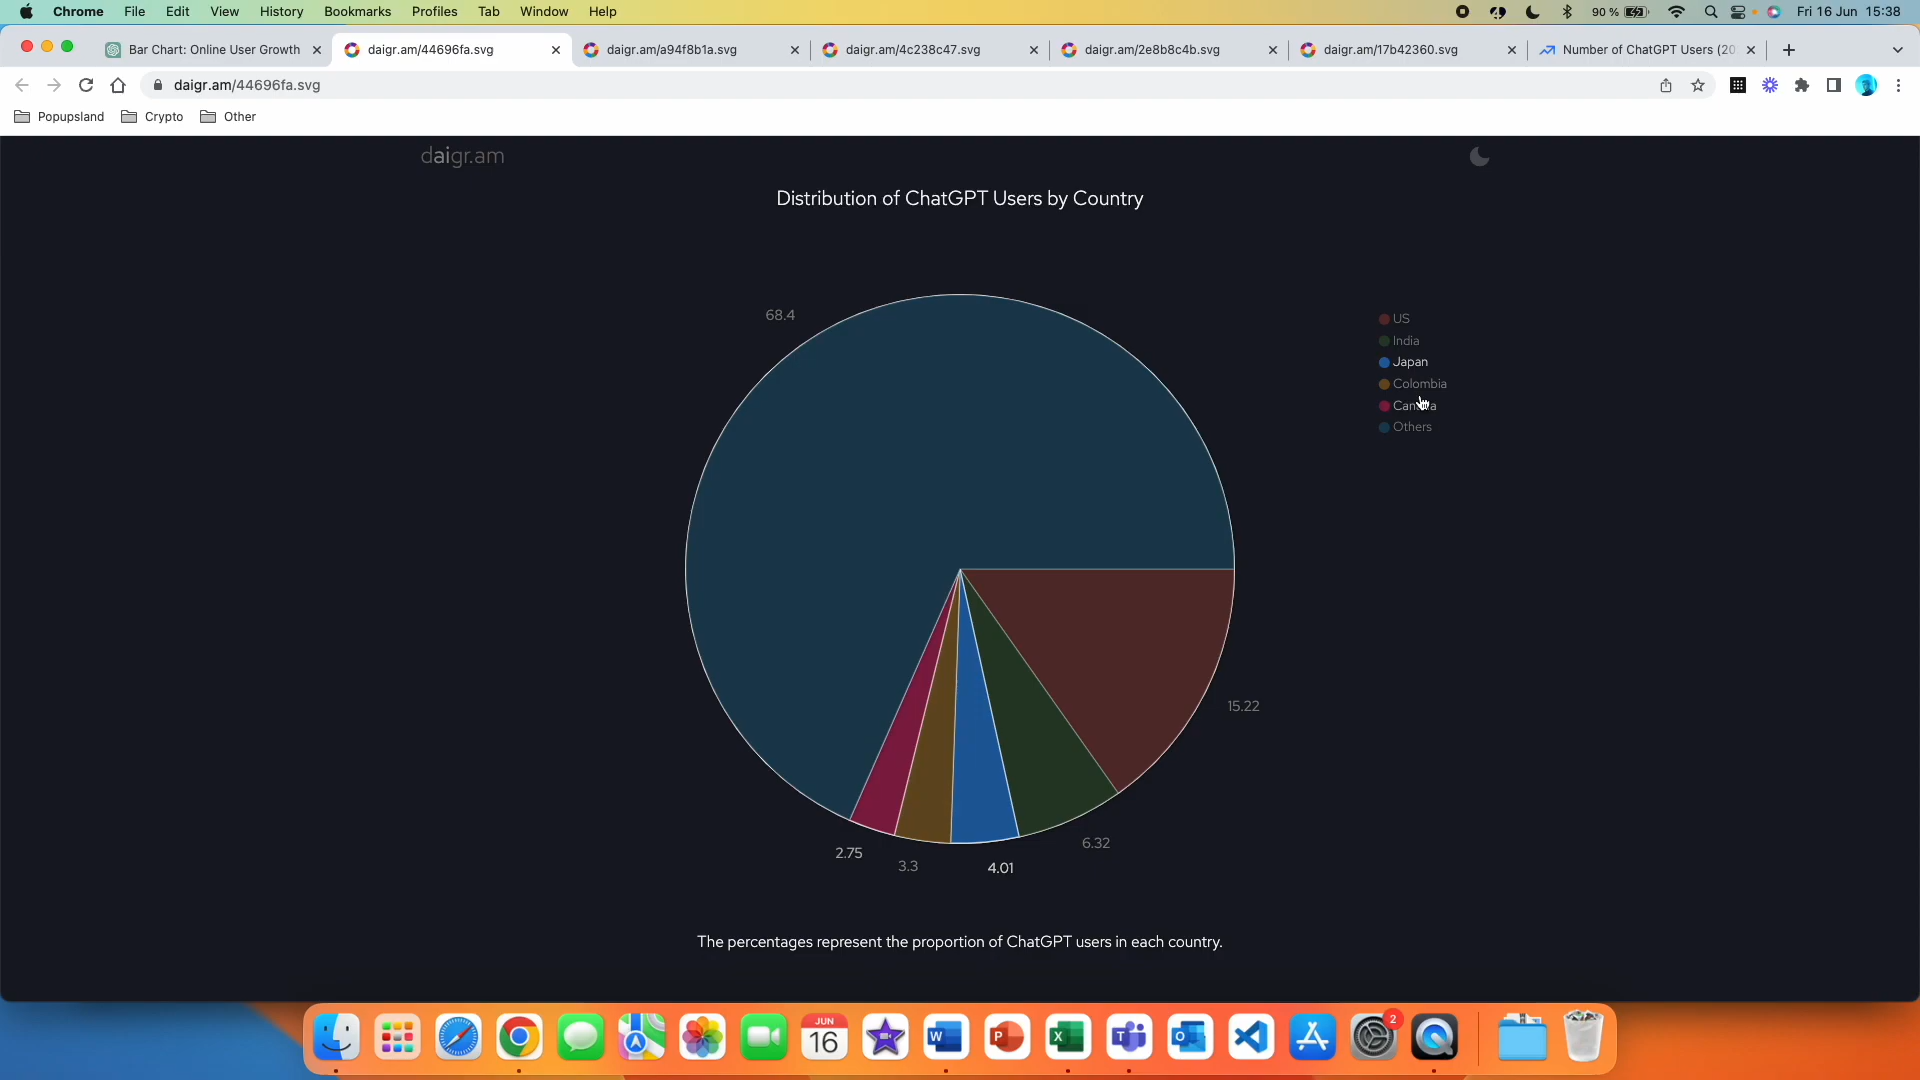 Chrome File Edit View History Bookmarks Profiles Tab Window Help 90 % Fri 16 Jun 15:38
Bar Chart: Online User Growth daigr.am/44696fa.svg daigr.am/a94f8b1a.svg daigr.am/4c238c47.svg daigr.am/2e8b8c4b.svg daigr.am/17b42360.svg Number of ChatGPT Users (20
daigr.am/44696fa.svg
Popupsland Crypto Other
daigr.am
Distribution of ChatGPT Users by Country
68.4
US
India
Japan
Colombia
Others
15.22
6.32
2.75
3.3
4.01
The percentages represent the proportion of ChatGPT users in each country.
JUN
16
2
W P X T O